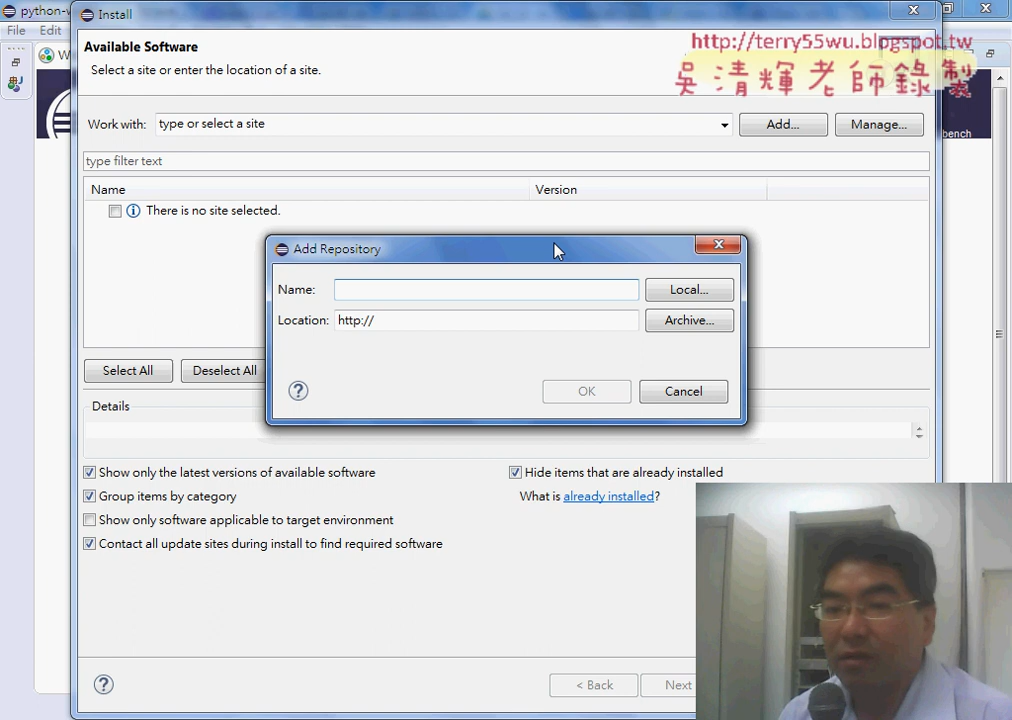 python-w
Install
File
Edit
W
Available Software
Select a site or enter the location of a site.
http://terry55wu.blogspot.tw
吳清輝老師錄製
Work with:
type or select a site
Add...
Manage...
bench
type filter text
Name
Version
There is no site selected.
Add Repository
Name:
Local...
Location:
http://
Archive...
OK
Cancel
Select All
Deselect All
Details
Show only the latest versions of available software
Hide items that are already installed
Group items by category
What is already installed?
Show only software applicable to target environment
Contact all update sites during install to find required software
< Back
Next